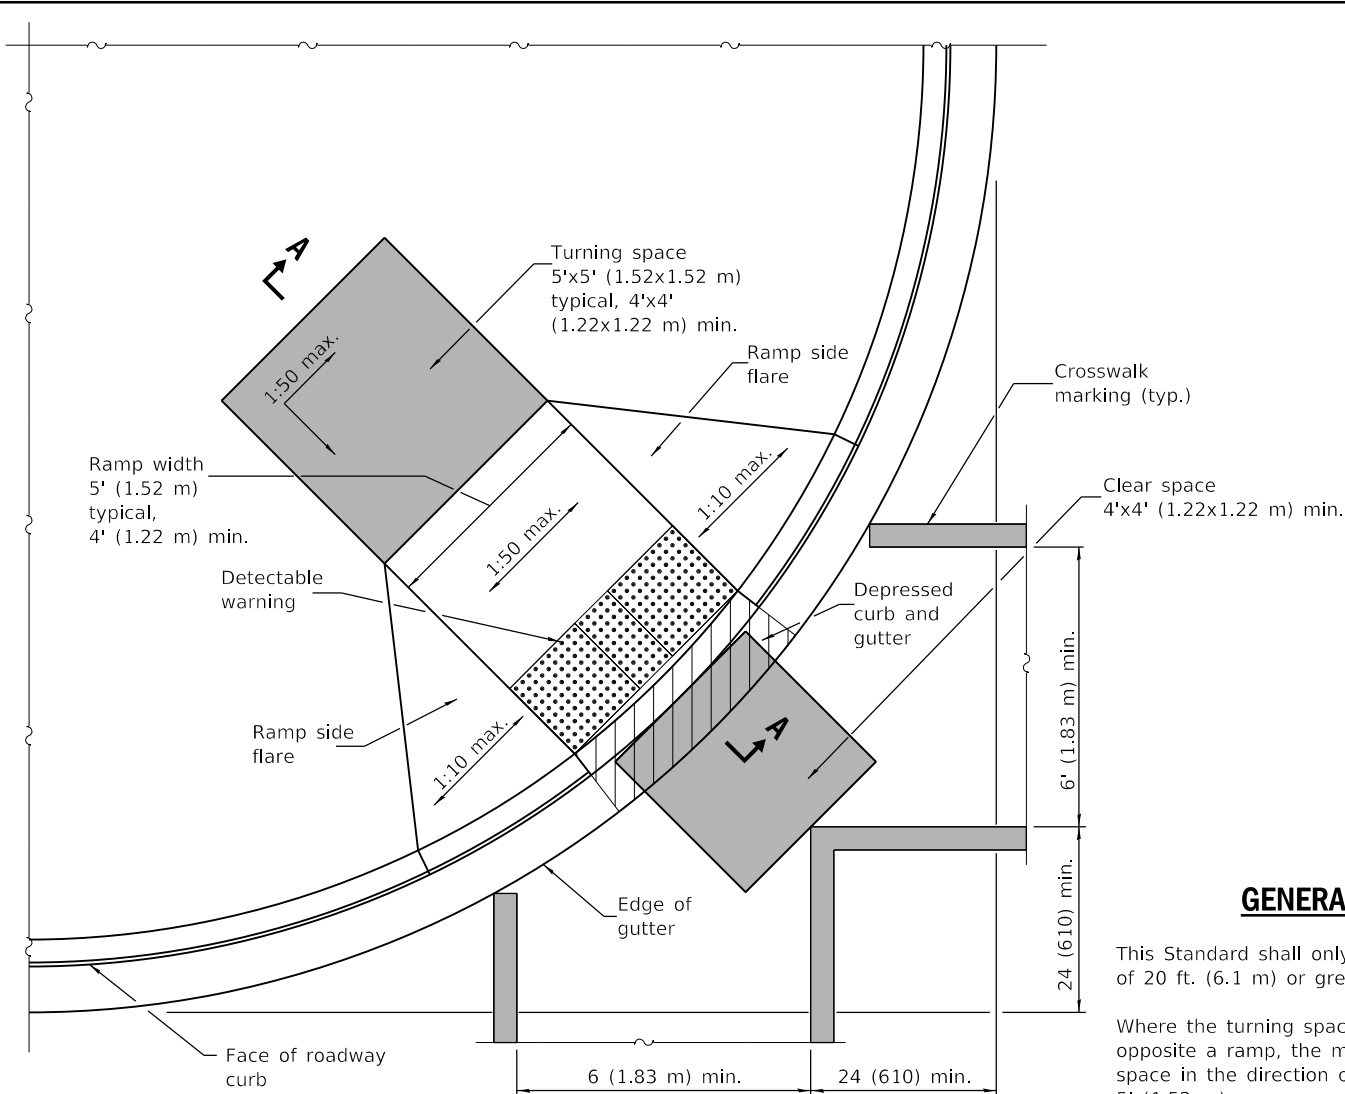 A
Turning space
5'x5' (1.52x1.52 m)
typical, 4'x4'
(1.22x1.22 m) min.
1:50 max.
Ramp side
flare
Crosswalk
marking (typ.)
Ramp width
5' (1.52 m)
typical,
4' (1.22 m) min.
1:10 max.
Clear space
4'x4' (1.22x1.22 m) min.
1:50 max.
Detectable
warning
Depressed
curb and
gutter
6' (1.83 m) min.
Ramp side
flare
1:10 max.
A
Edge of
gutter
24 (610) min.
GENERA
This Standard shall only
of 20 ft. (6.1 m) or gre
Where the turning spac
opposite a ramp, the m
space in the direction o
Face of roadway
curb
6 (1.83 m) min.
24 (610) min.